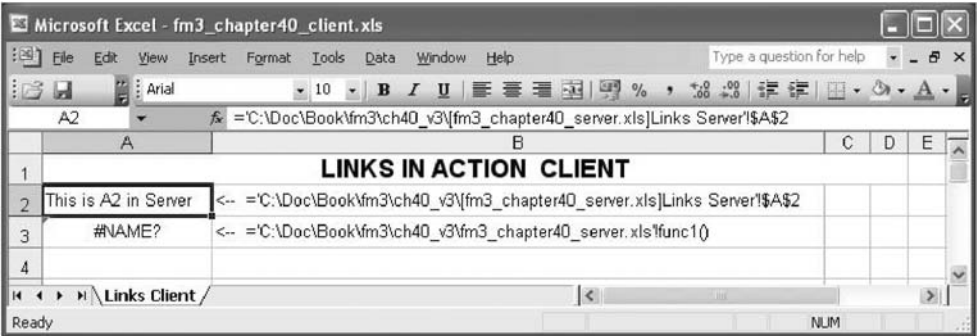 Microsoft Excel - fm3_chapter40_client.xls
File Edit View Insert Format Tools Data Window Help Type a question for help
Arial 10 B I U % ,
A2 fx ='C:\Doc\Book\fm3\ch40_v3\[fm3_chapter40_server.xls]Links Server'!$A$2
A B C D E
1 LINKS IN ACTION CLIENT
2 This is A2 in Server <-- ='C:\Doc\Book\fm3\ch40_v3\[fm3_chapter40_server.xls]Links Server'!$A$2
3 #NAME? <-- ='C:\Doc\Book\fm3\ch40_v3\fm3_chapter40_server.xls'!func1()
4
Links Client
Ready NUM